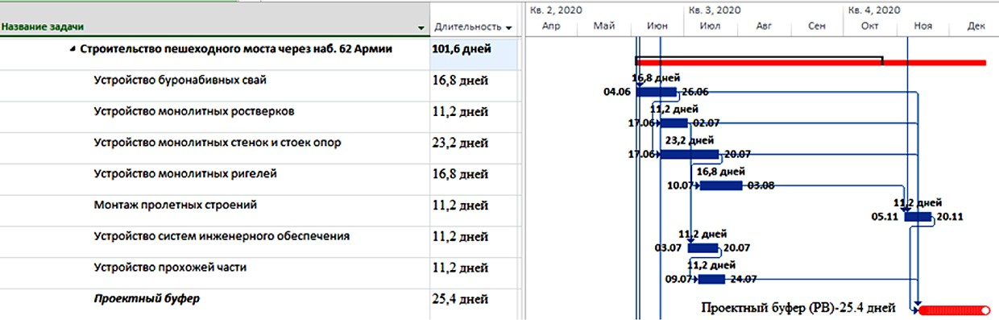 Кв. 2, 2020 Кв. 3, 2020 Кв. 4, 2020
Название задачи Длительность Апр Май Июн Июл Авг Сен Окт Ноя Дек
Строительство пешеходного моста через наб. 62 Армии 101,6 дней
Устройство буронабивных свай 16,8 дней 16,8 дней 04.06 26.06
Устройство монолитных ростверков 11,2 дней 11,2 дней 17.06 02.07
Устройство монолитных стенок и стоек опор 23,2 дней 23,2 дней 17.06 20.07
Устройство монолитных ригелей 16,8 дней 16,8 дней 10.07 03.08
Монтаж пролетных строений 11,2 дней 11,2 дней 05.11 20.11
Устройство систем инженерного обеспечения 11,2 дней 11,2 дней 03.07 20.07
Устройство прохожей части 11,2 дней 11,2 дней 09.07 24.07
Проектный буфер 25,4 дней Проектный буфер (PB)-25.4 дней